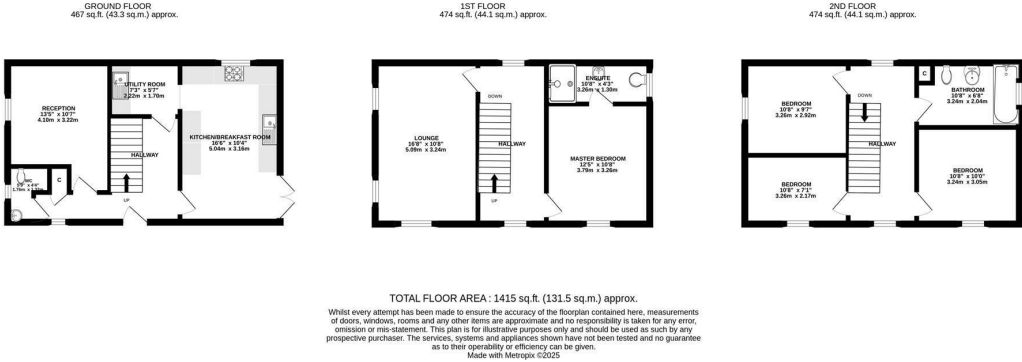 GROUND FLOOR
467 sq.ft. (43.3 sq.m.) approx.
RECEPTION
13'5" x 10'7"
4.10m x 3.22m
UTILITY ROOM
7'3" x 5'7"
2.22m x 1.70m
KITCHEN/BREAKFAST ROOM
16'6" x 10'4"
5.04m x 3.16m
HALLWAY
WC
5'9" x 4'4"
C
UP
1ST FLOOR
474 sq.ft. (44.1 sq.m.) approx.
LOUNGE
16'8" x 10'8"
5.09m x 3.24m
DOWN
HALLWAY
UP
ENSUITE
10'8" x 4'3"
3.26m x 1.30m
MASTER BEDROOM
12'5" x 10'8"
3.79m x 3.26m
2ND FLOOR
474 sq.ft. (44.1 sq.m.) approx.
BEDROOM
10'8" x 9'7"
3.26m x 2.92m
DOWN
C
BATHROOM
10'8" x 6'8"
3.24m x 2.04m
HALLWAY
BEDROOM
10'8" x 7'1"
3.26m x 2.17m
BEDROOM
10'8" x 10'0"
3.24m x 3.05m
TOTAL FLOOR AREA : 1415 sq.ft. (131.5 sq.m.) approx.
Whilst every attempt has been made to ensure the accuracy of the floorplan contained here, measurements
of doors, windows, rooms and any other items are approximate and no responsibility is taken for any error,
omission or mis-statement. This plan is for illustrative purposes only and should be used as such by any
prospective purchaser. The services, systems and appliances shown have not been tested and no guarantee
as to their operability or efficiency can be given.
Made with Metropix ©2025